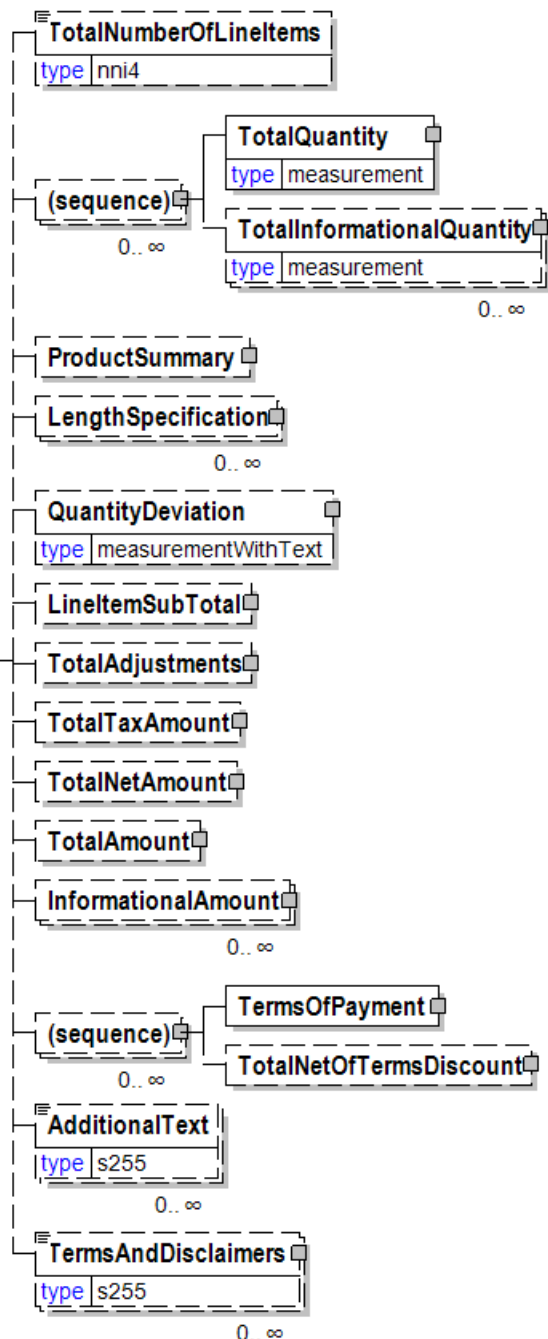 TotalNumberOfLineItems
type nni4
(sequence)
0.. ∞
TotalQuantity
type measurement
TotalInformationalQuantity
type measurement
0.. ∞
ProductSummary
LengthSpecification
0.. ∞
QuantityDeviation
type measurementWithText
LineItemSubTotal
TotalAdjustments
TotalTaxAmount
TotalNetAmount
TotalAmount
InformationalAmount
0.. ∞
(sequence)
0.. ∞
TermsOfPayment
TotalNetOfTermsDiscount
AdditionalText
type s255
0.. ∞
TermsAndDisclaimers
type s255
0.. ∞